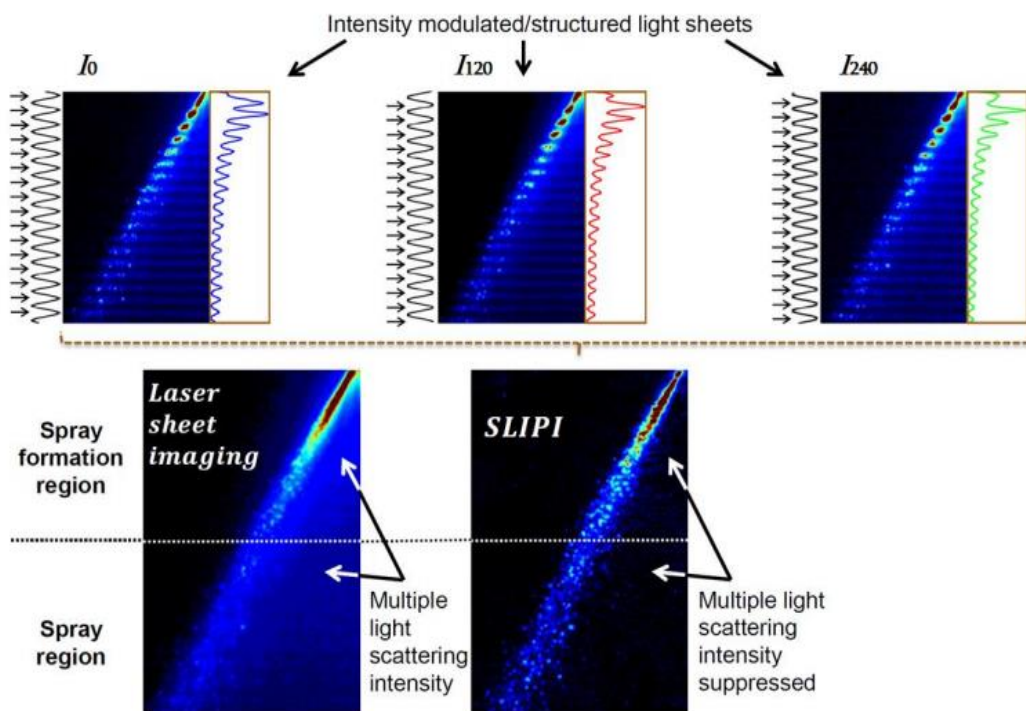 Intensity modulated/structured light sheets
I0
I120
I240
Laser
sheet
imaging
SLIPI
Spray
formation
region
Spray
region
Multiple
light
scattering
intensity
Multiple light
scattering
intensity
suppressed